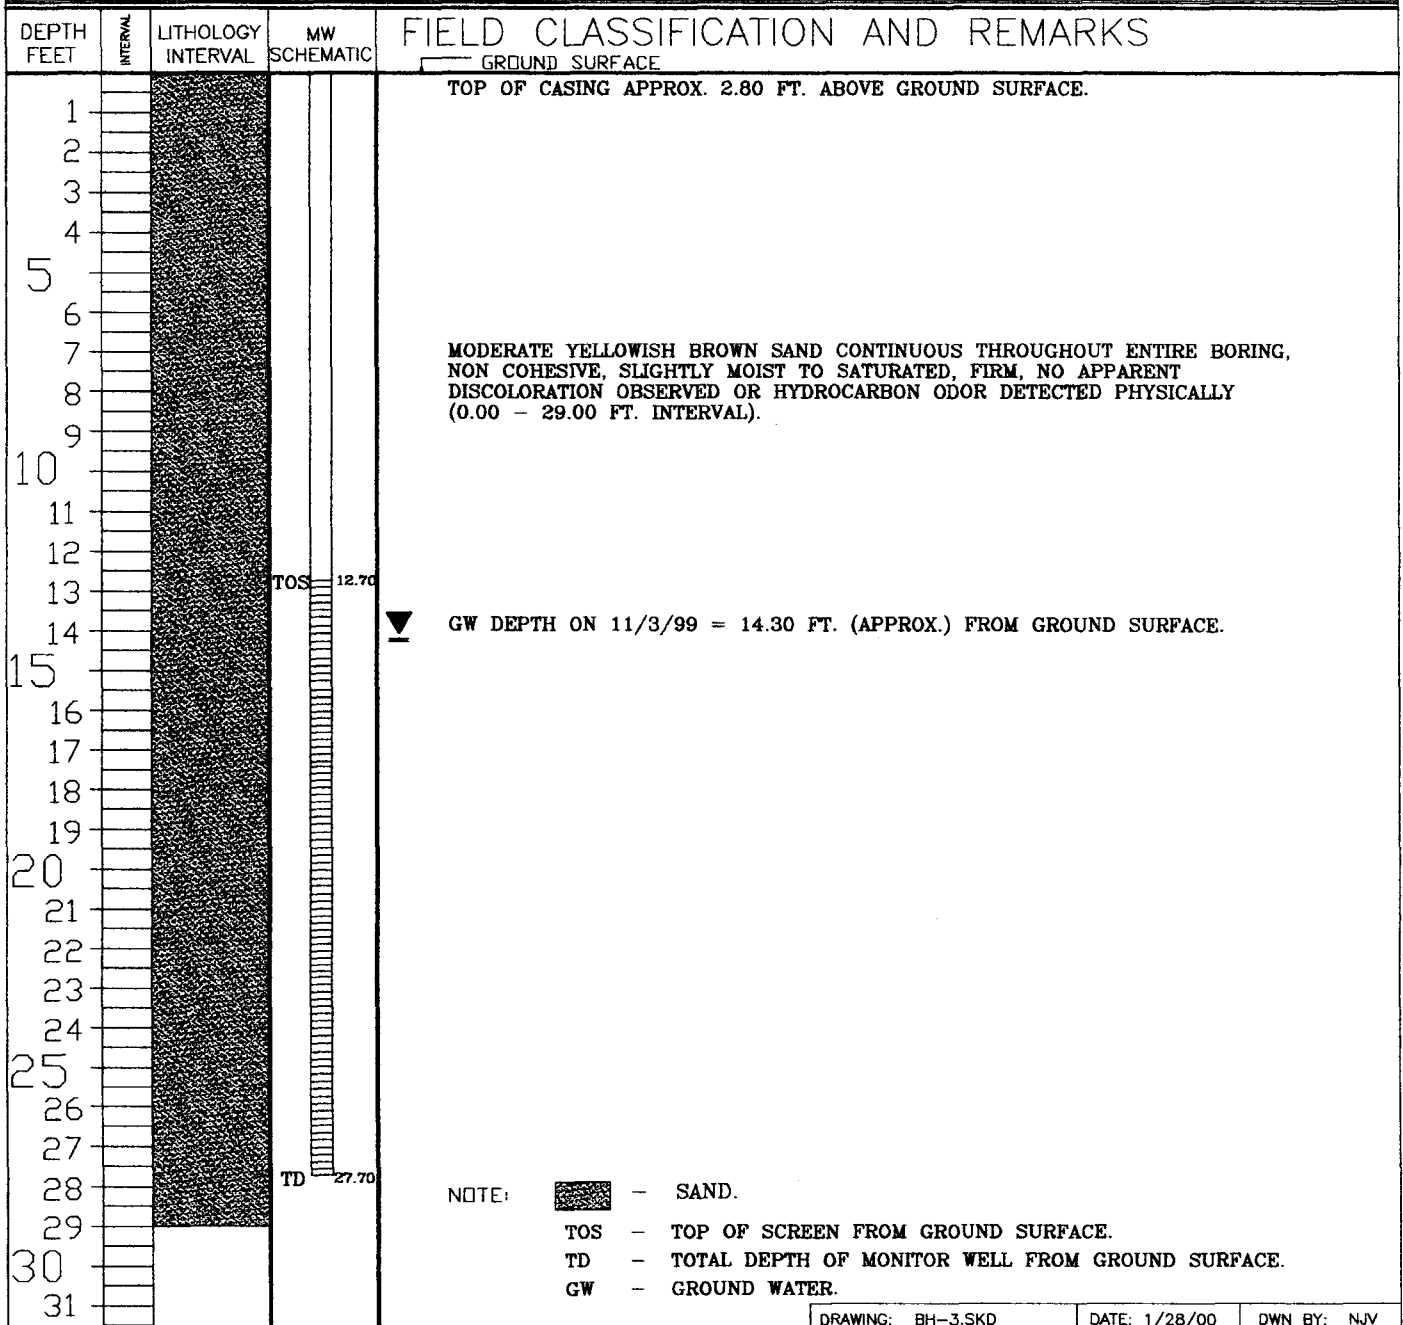 DEPTH FEET
INTERVAL
LITHOLOGY INTERVAL
MW SCHEMATIC
FIELD CLASSIFICATION AND REMARKS
GROUND SURFACE
TOP OF CASING APPROX. 2.80 FT. ABOVE GROUND SURFACE.
1
2
3
4
5
6
7
MODERATE YELLOWISH BROWN SAND CONTINUOUS THROUGHOUT ENTIRE BORING,
NON COHESIVE, SLIGHTLY MOIST TO SATURATED, FIRM, NO APPARENT
8
DISCOLORATION OBSERVED OR HYDROCARBON ODOR DETECTED PHYSICALLY
(0.00 – 29.00 FT. INTERVAL).
9
10
11
12
TOS 12.70
13
GW DEPTH ON 11/3/99 = 14.30 FT. (APPROX.) FROM GROUND SURFACE.
14
15
16
17
18
19
20
21
22
23
24
25
26
27
TD 27.70
28
NOTE: – SAND.
29
TOS – TOP OF SCREEN FROM GROUND SURFACE.
TD – TOTAL DEPTH OF MONITOR WELL FROM GROUND SURFACE.
30
GW – GROUND WATER.
31
DRAWING: BH-3.SKD DATE: 1/28/00 DWN BY: NJV